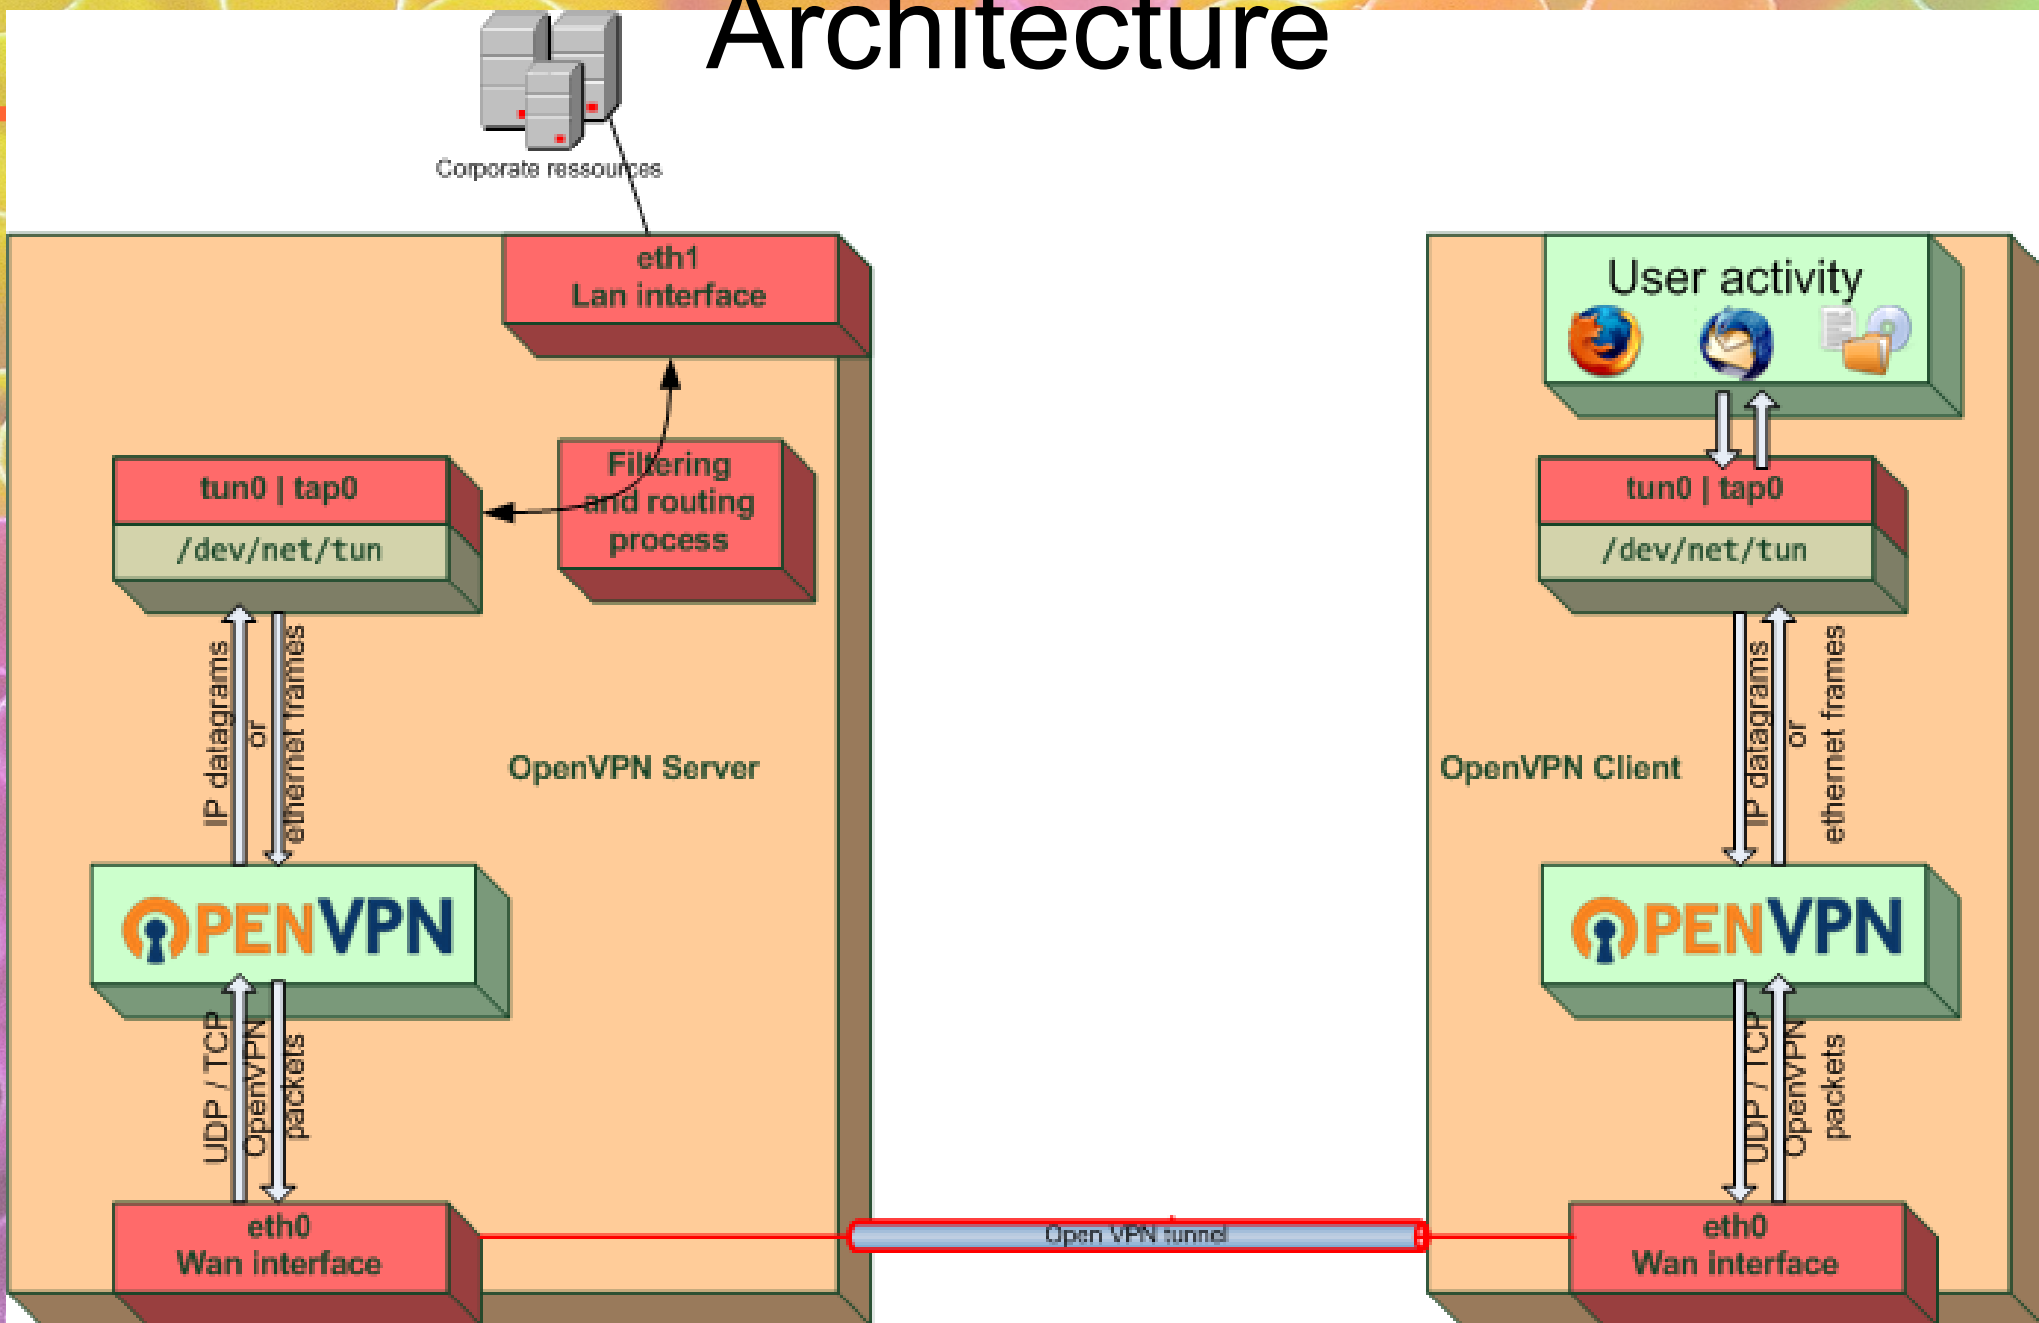 Architecture
Corporate ressources
eth1
Lan interface
User activity
Filtering
and routing
process
tun0 | tap0
/dev/net/tun
tun0 | tap0
/dev/net/tun
IP datagrams
or
ethernet frames
OpenVPN Server
OpenVPN Client
IP datagrams
or
ethernet frames
OPENVPN
OPENVPN
UDP / TCP
OpenVPN
packets
UDP / TCP
OpenVPN
packets
eth0
Wan interface
Open VPN tunnel
eth0
Wan interface